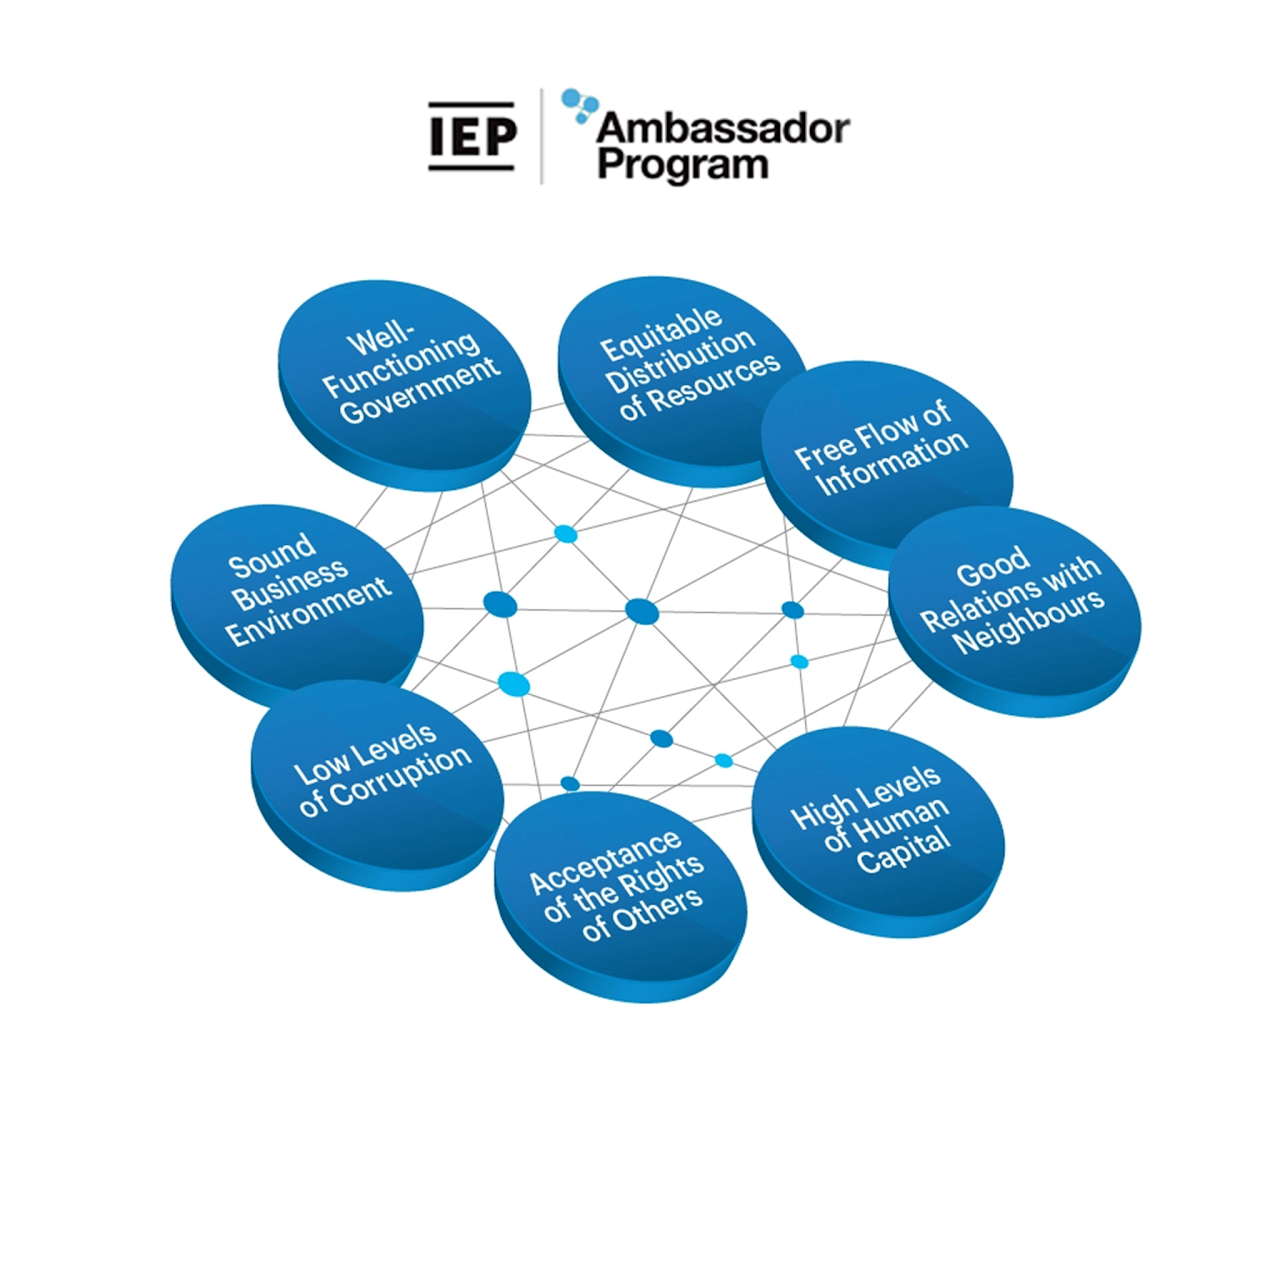 IEP
Ambassador
Program
Well-
Functioning
Government
Equitable
Distribution
of Resources
Free Flow of
Information
Good
Relations with
Neighbours
Sound
Business
Environment
Low Levels
of Corruption
High Levels
of Human
Capital
Acceptance
of the Rights
of Others